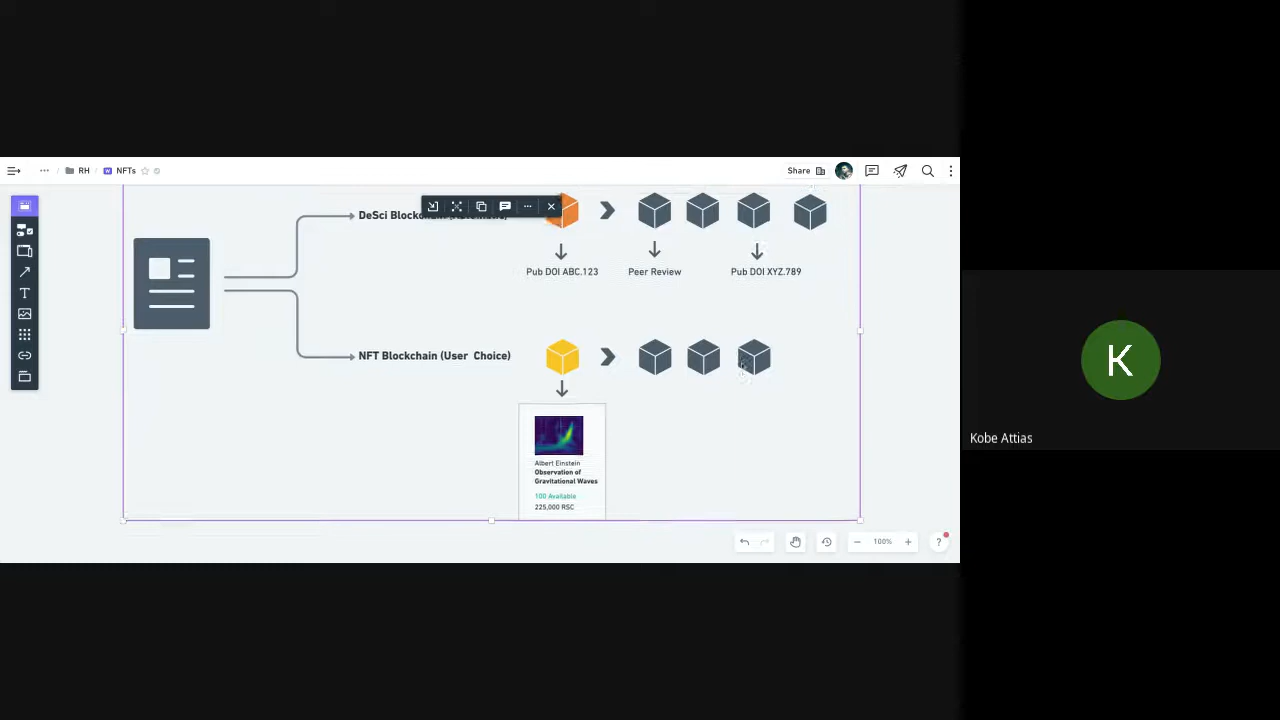 / RH / NFTs
Share
DeSci Blockchain
Pub DOI ABC.123
Peer Review
Pub DOI XYZ.789
NFT Blockchain (User Choice)
Albert Einstein
Observation of
Gravitational Waves
100 Available
225,000 RSC
100%
?
K
Kobe Attias